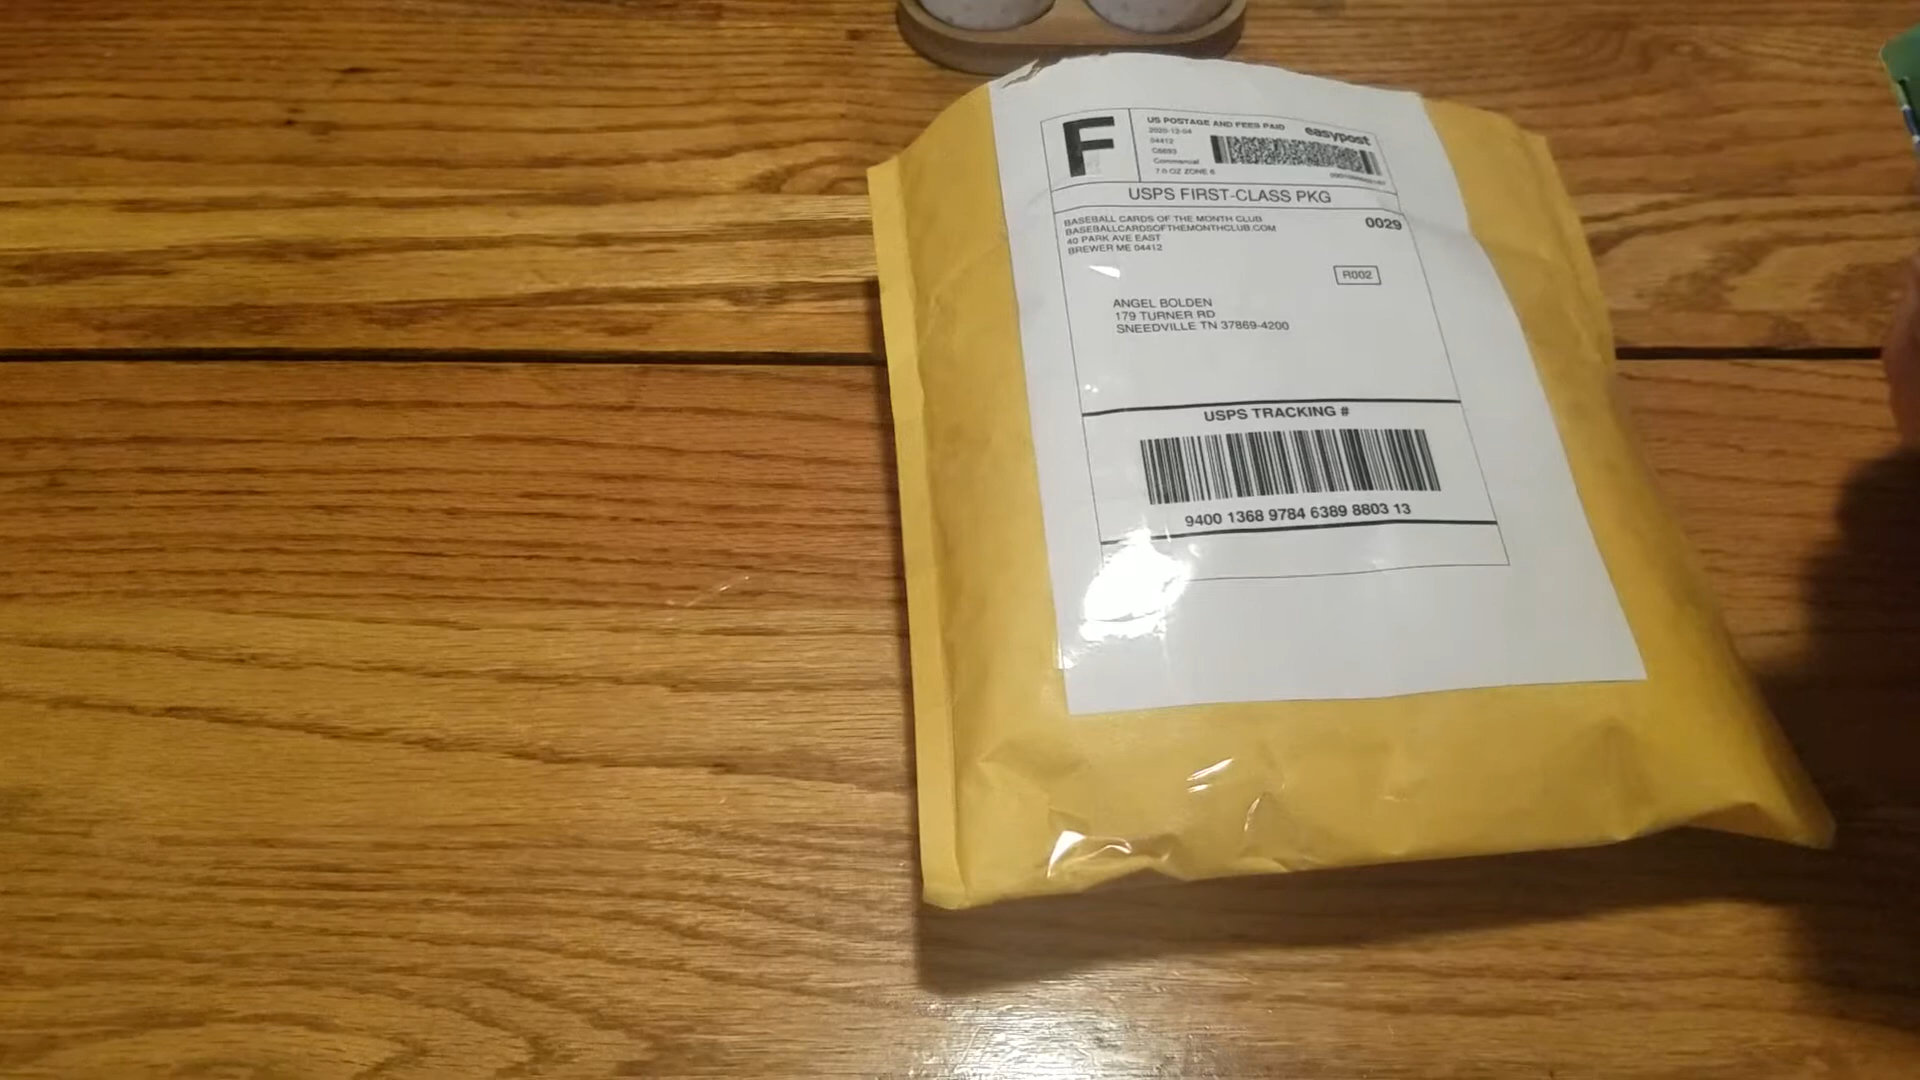 F
US POSTAGE AND FEES PAID
easypost
2020-12-04
04412
C6693
Commercial
7.0 OZ ZONE 6
USPS FIRST-CLASS PKG
BASEBALL CARDS OF THE MONTH CLUB
BASEBALLCARDSOFTHEMONTHCLUB.COM
40 PARK AVE EAST
BREWER ME 04412
0029
R002
ANGEL BOLDEN
179 TURNER RD
SNEEDVILLE TN 37869-4200
USPS TRACKING #
9400 1368 9784 6389 8803 13